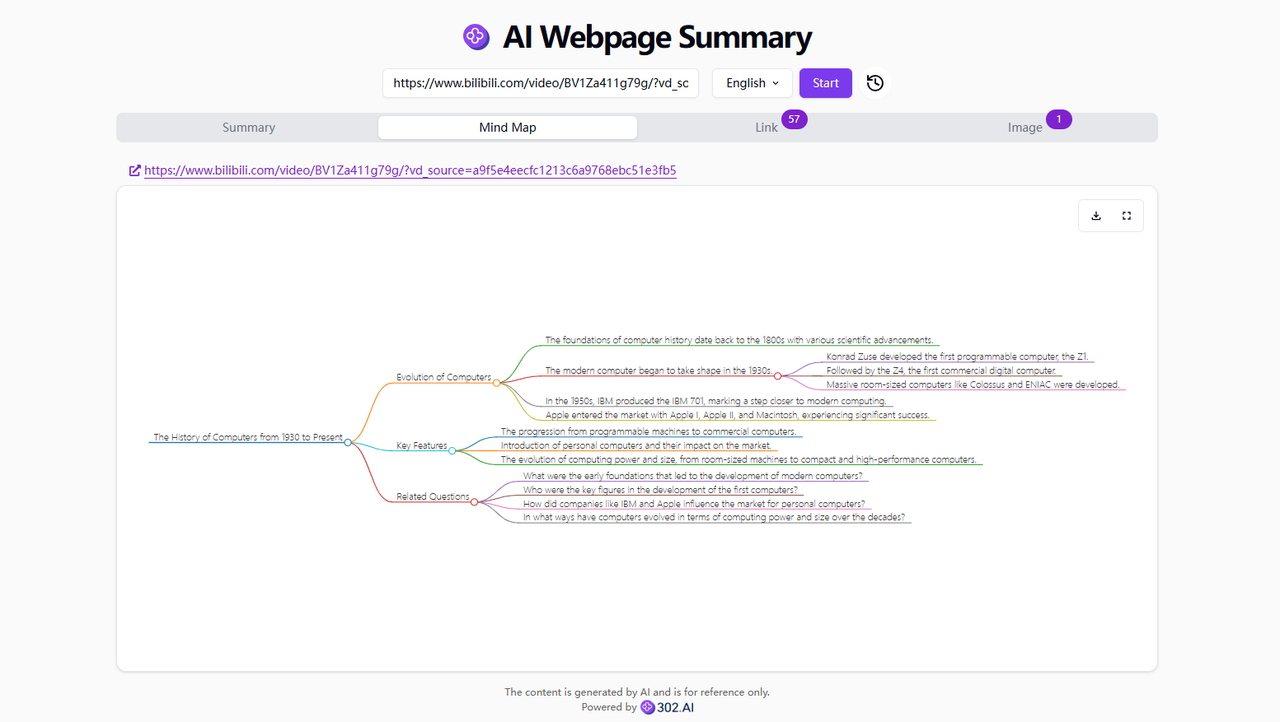 AI Webpage Summary
https://www.bilibili.com/video/BV1Za411g79g/?vd_sc
English
Start
Summary
Mind Map
Link
57
Image
1
https://www.bilibili.com/video/BV1Za411g79g/?vd_source=a9f5e4eecfc1213c6a9768ebc51e3fb5
The History of Computers from 1930 to Present
Evolution of Computers
The foundations of computer history date back to the 1800s with various scientific advancements.
The modern computer began to take shape in the 1930s.
Konrad Zuse developed the first programmable computer, the Z1.
Followed by the Z4, the first commercial digital computer.
Massive room-sized computers like Colossus and ENIAC were developed.
In the 1950s, IBM produced the IBM 701, marking a step closer to modern computing.
Apple entered the market with Apple I, Apple II, and Macintosh, experiencing significant success.
Key Features
The progression from programmable machines to commercial computers.
Introduction of personal computers and their impact on the market.
The evolution of computing power and size, from room-sized machines to compact and high-performance computers.
Related Questions
What were the early foundations that led to the development of modern computers?
Who were the key figures in the development of the first computers?
How did companies like IBM and Apple influence the market for personal computers?
In what ways have computers evolved in terms of computing power and size over the decades?
The content is generated by AI and is for reference only.
Powered by 302.AI